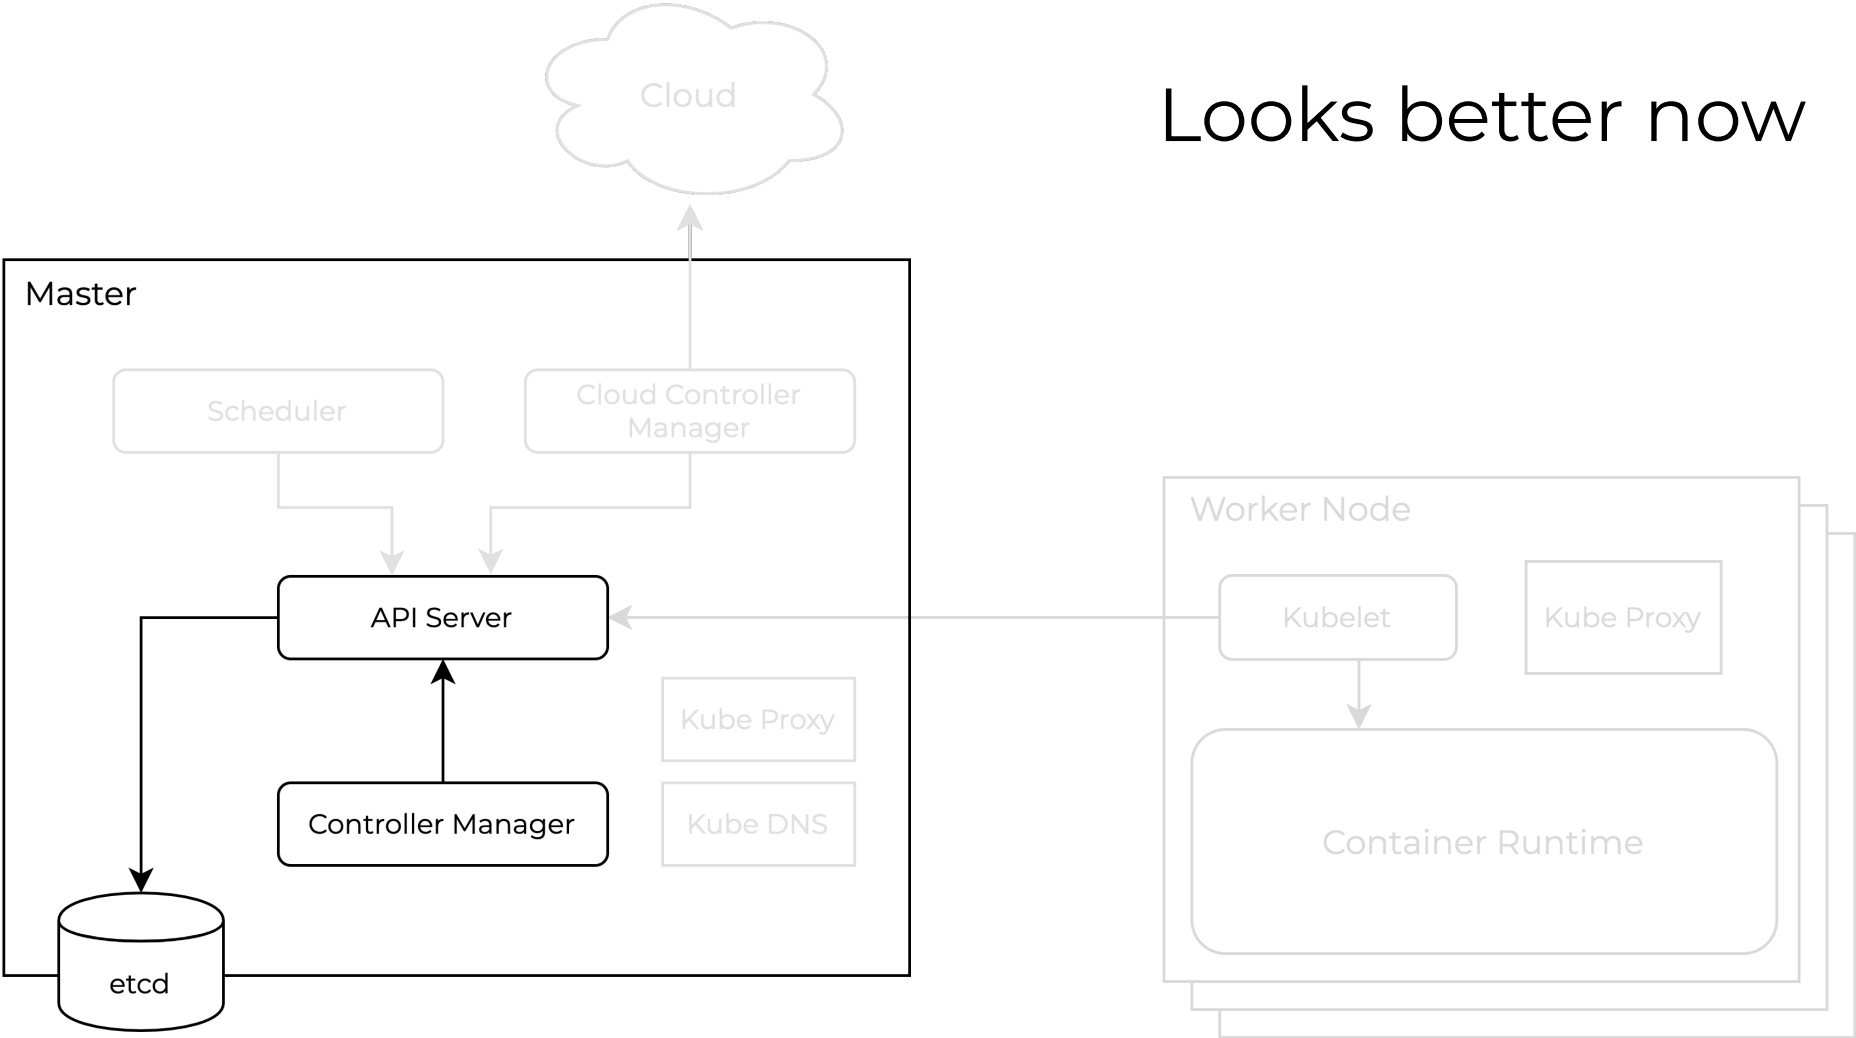 Cloud
Looks better now
Master
Scheduler
Cloud Controller
Manager
Worker Node
API Server
Kubelet
Kube Proxy
Kube Proxy
Controller Manager
Kube DNS
Container Runtime
etcd